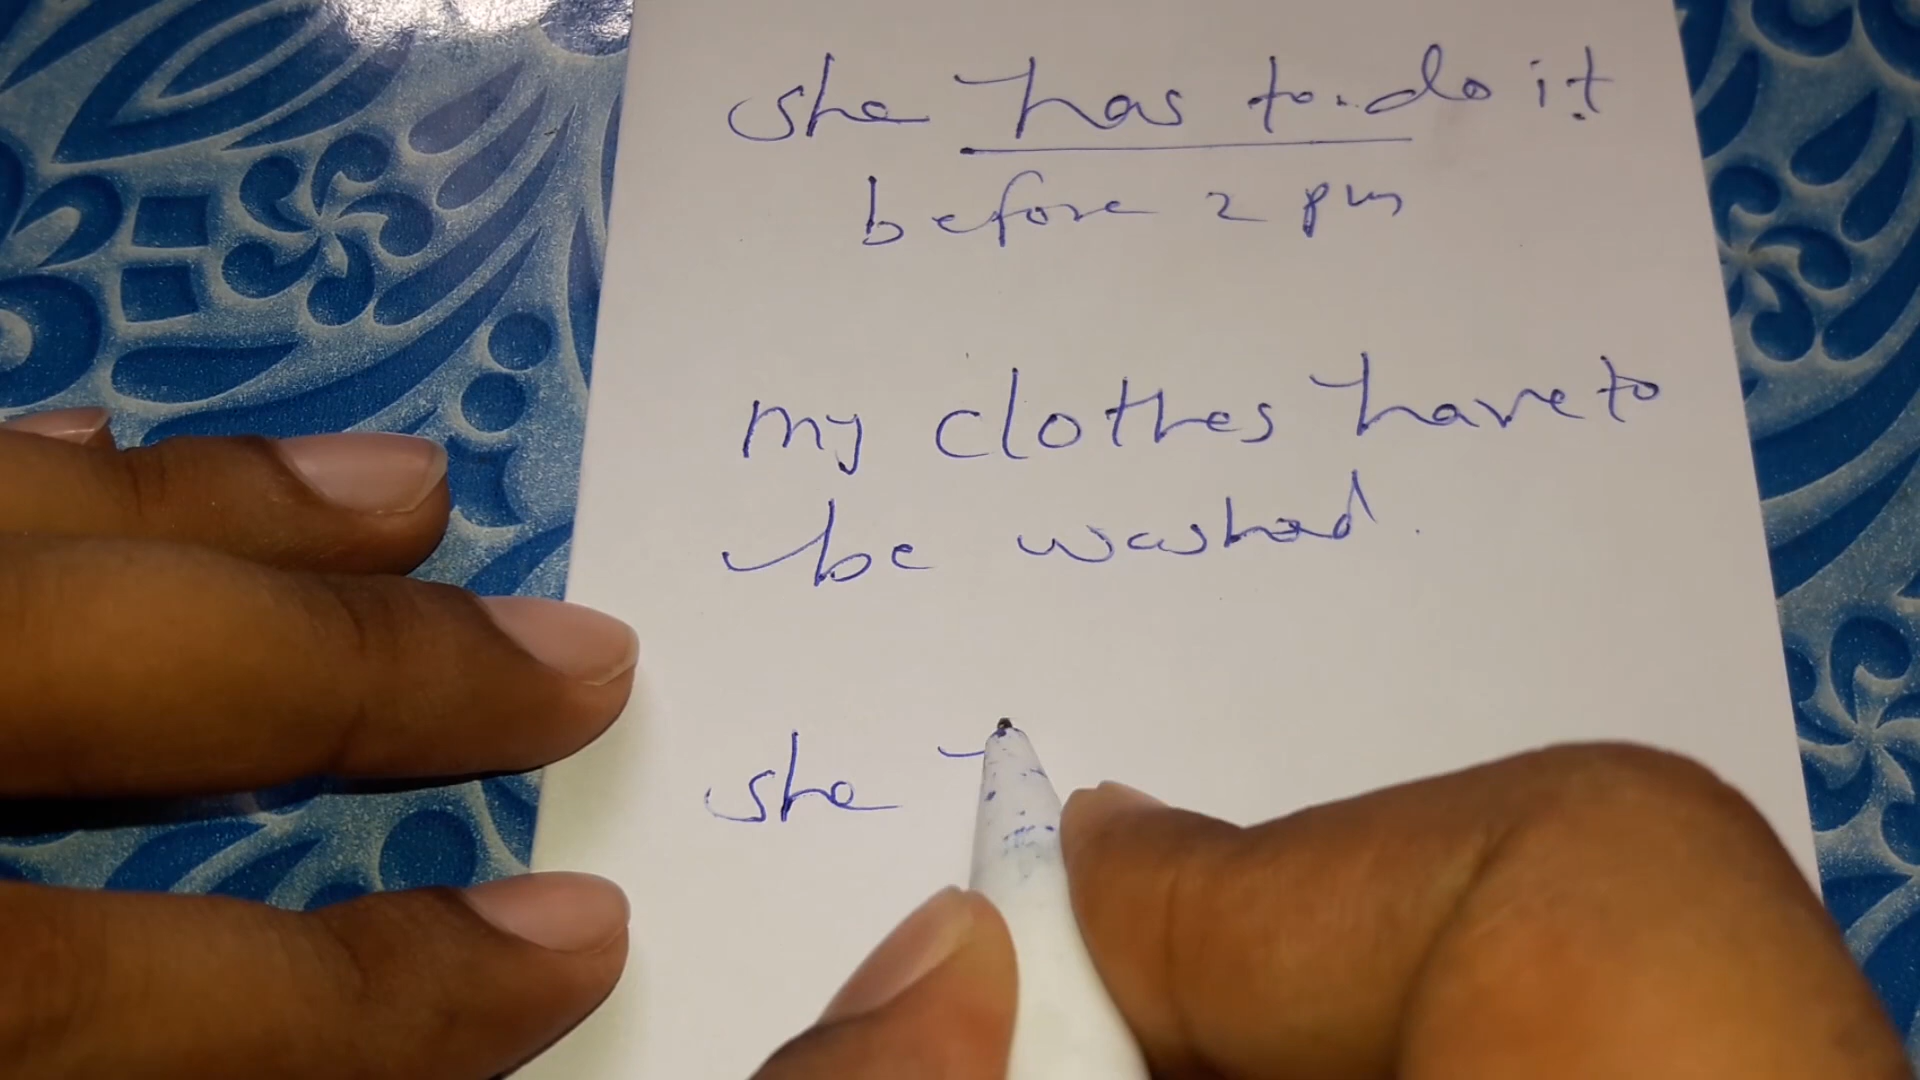 she has to do it
before 2 pm
my clothes have to
be washed.
she